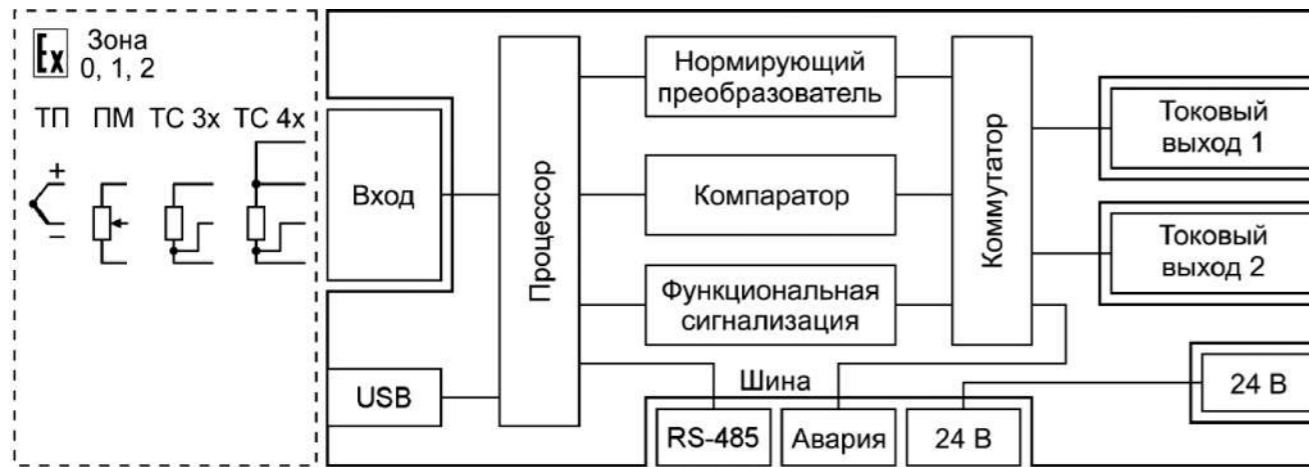 Ex Зона
0, 1, 2
ТП ПМ ТС 3х ТС 4х
+
−
Вход
USB
Процессор
Нормирующий
преобразователь
Компаратор
Функциональная
сигнализация
Коммутатор
Токовый
выход 1
Токовый
выход 2
24 В
Шина
RS-485
Авария
24 В